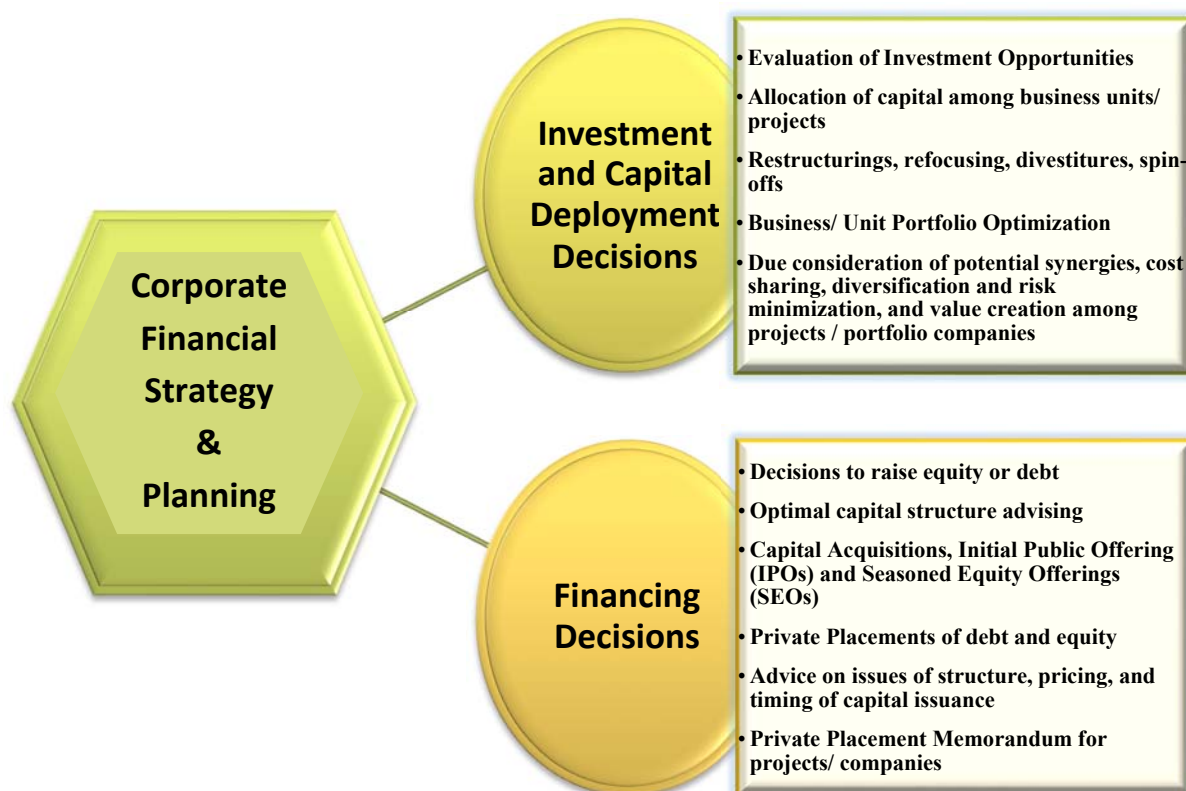 Corporate
Financial
Strategy
&
Planning
Investment
and Capital
Deployment
Decisions
• Evaluation of Investment Opportunities
• Allocation of capital among business units/
projects
• Restructurings, refocusing, divestitures, spin-
offs
• Business/ Unit Portfolio Optimization
• Due consideration of potential synergies, cost
sharing, diversification and risk
minimization, and value creation among
projects / portfolio companies
Financing
Decisions
• Decisions to raise equity or debt
• Optimal capital structure advising
• Capital Acquisitions, Initial Public Offering
(IPOs) and Seasoned Equity Offerings
(SEOs)
• Private Placements of debt and equity
• Advice on issues of structure, pricing, and
timing of capital issuance
• Private Placement Memorandum for
projects/ companies